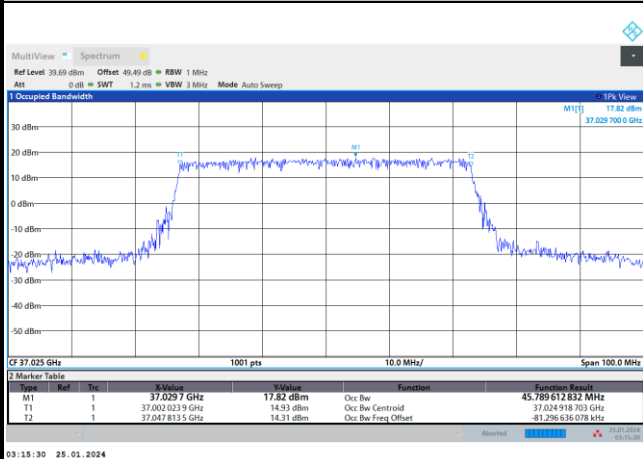 MultiView Spectrum
Ref Level 39.69 dBm Offset 49.49 dB RBW 1 MHz
Att 0 dB SWT 1.2 ms VBW 3 MHz Mode Auto Sweep
1 Occupied Bandwidth 1Pk View
M1[1] 17.82 dBm
37.029 700 0 GHz
30 dBm
20 dBm
T1 M1 T2
10 dBm
0 dBm
-10 dBm
-20 dBm
-30 dBm
-40 dBm
-50 dBm
CF 37.025 GHz 1001 pts 10.0 MHz/ Span 100.0 MHz
2 Marker Table
Type Ref Trc X-Value Y-Value Function Function Result
M1 1 37.029 7 GHz 17.82 dBm Occ Bw 45.789 612 832 MHz
T1 1 37.002 023 9 GHz 14.93 dBm Occ Bw Centroid 37.024 918 703 GHz
T2 1 37.047 813 5 GHz 14.31 dBm Occ Bw Freq Offset -81.296 636 078 kHz
Aborted 25.01.2024
03:15:30
03:15:30 25.01.2024